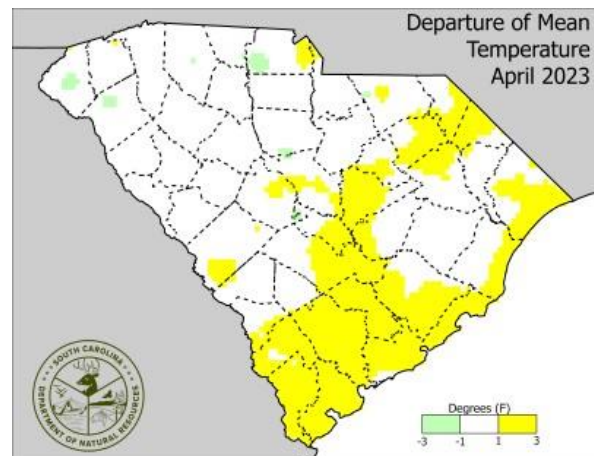 Departure of Mean
Temperature
April 2023
SOUTH CAROLINA
DEPARTMENT OF NATURAL RESOURCES
Degrees (F)
-3 -1 1 3